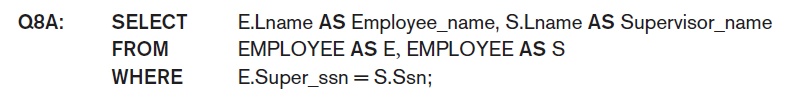 Q8A: SELECT E.Lname AS Employee_name, S.Lname AS Supervisor_name
FROM EMPLOYEE AS E, EMPLOYEE AS S
WHERE E.Super_ssn = S.Ssn;